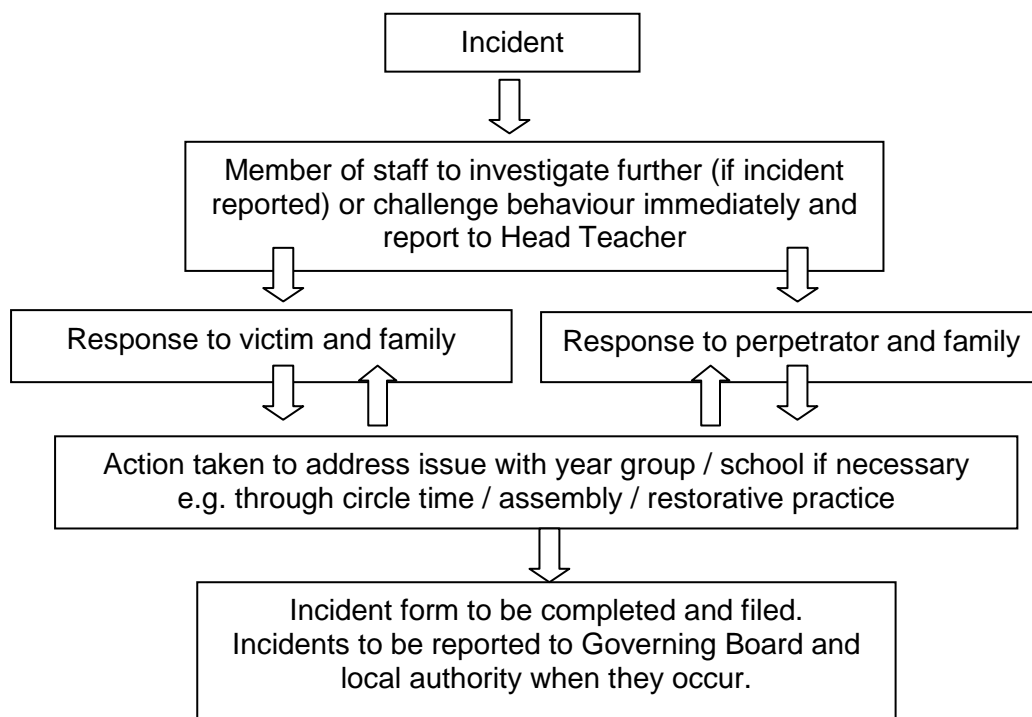 Incident
Member of staff to investigate further (if incident
reported) or challenge behaviour immediately and
report to Head Teacher
Response to victim and family
Response to perpetrator and family
Action taken to address issue with year group / school if necessary
e.g. through circle time / assembly / restorative practice
Incident form to be completed and filed.
Incidents to be reported to Governing Board and
local authority when they occur.